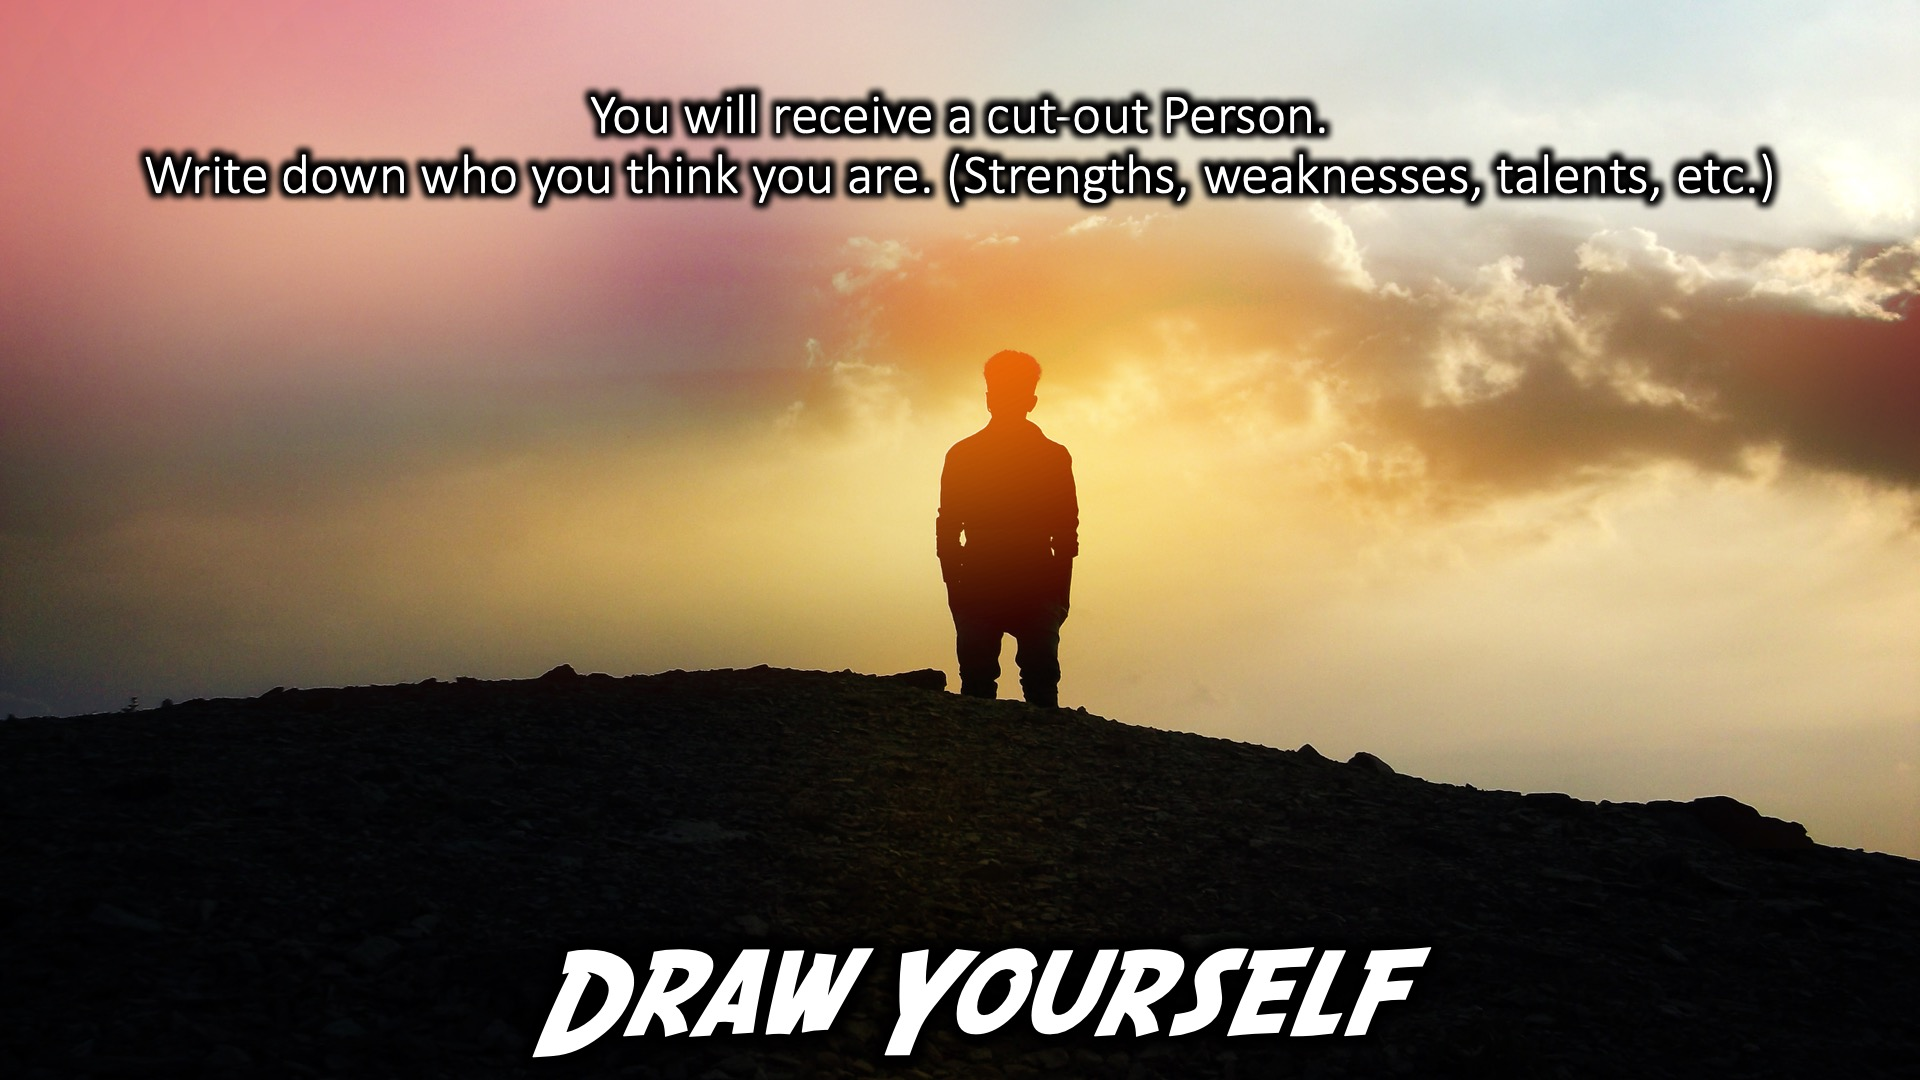 You will receive a cut-out Person.
Write down who you think you are. (Strengths, weaknesses, talents, etc.)
DRAW YOURSELF